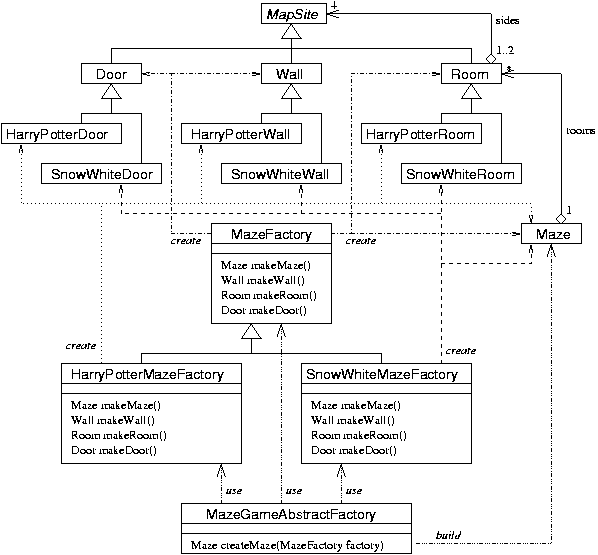 MapSite
4
sides
1..2
Door
Wall
Room
*
HarryPotterDoor
HarryPotterWall
HarryPotterRoom
rooms
SnowWhiteDoor
SnowWhiteWall
SnowWhiteRoom
1
MazeFactory
Maze
create
create
Maze makeMaze()
Wall makeWall()
Room makeRoom()
Door makeDoor()
create
create
HarryPotterMazeFactory
SnowWhiteMazeFactory
Maze makeMaze()
Wall makeWall()
Room makeRoom()
Door makeDoor()
Maze makeMaze()
Wall makeWall()
Room makeRoom()
Door makeDoor()
use
use
use
MazeGameAbstractFactory
build
Maze createMaze(MazeFactory factory)